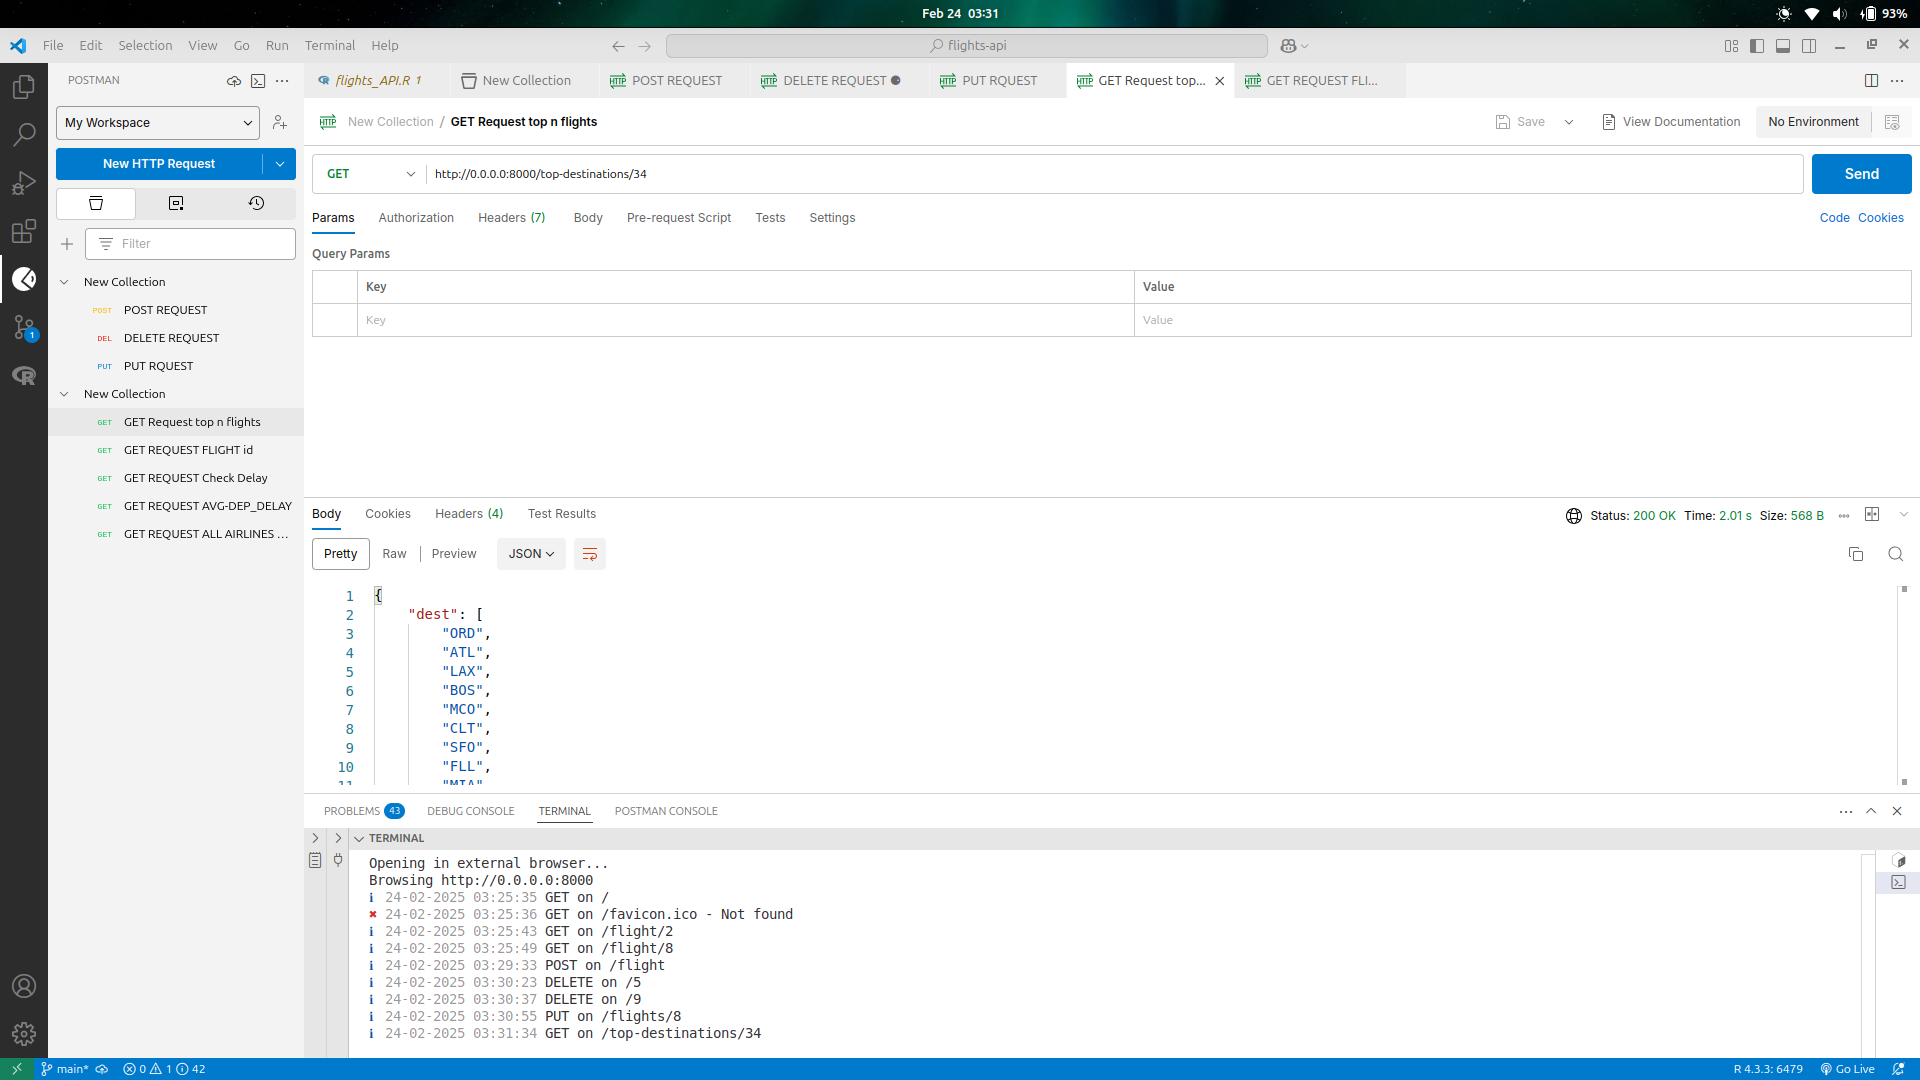 Feb 24 03:31
93%
File Edit Selection View Go Run Terminal Help
flights-api
POSTMAN
flights_API.R 1
New Collection
HTTP POST REQUEST
HTTP DELETE REQUEST
HTTP PUT RQUEST
HTTP GET Request top...
HTTP GET REQUEST FLI...
My Workspace
HTTP New Collection / GET Request top n flights
Save
View Documentation
No Environment
New HTTP Request
GET http://0.0.0.0:8000/top-destinations/34
Send
Params Authorization Headers (7) Body Pre-request Script Tests Settings
Code Cookies
Filter
Query Params
Key Value
Key Value
New Collection
POST POST REQUEST
DEL DELETE REQUEST
PUT PUT RQUEST
New Collection
GET GET Request top n flights
GET GET REQUEST FLIGHT id
GET GET REQUEST Check Delay
GET GET REQUEST AVG-DEP_DELAY
GET GET REQUEST ALL AIRLINES ...
1
Body Cookies Headers (4) Test Results
Status: 200 OK Time: 2.01 s Size: 568 B
Pretty Raw Preview JSON
1 {
2 "dest": [
3 "ORD",
4 "ATL",
5 "LAX",
6 "BOS",
7 "MCO",
8 "CLT",
9 "SFO",
10 "FLL",
11 "MIA"
PROBLEMS 43 DEBUG CONSOLE TERMINAL POSTMAN CONSOLE
TERMINAL
Opening in external browser...
Browsing http://0.0.0.0:8000
ℹ 24-02-2025 03:25:35 GET on /
✖ 24-02-2025 03:25:36 GET on /favicon.ico - Not found
ℹ 24-02-2025 03:25:43 GET on /flight/2
ℹ 24-02-2025 03:25:49 GET on /flight/8
ℹ 24-02-2025 03:29:33 POST on /flight
ℹ 24-02-2025 03:30:23 DELETE on /5
ℹ 24-02-2025 03:30:37 DELETE on /9
ℹ 24-02-2025 03:30:55 PUT on /flights/8
ℹ 24-02-2025 03:31:34 GET on /top-destinations/34
main* 0 1 42
R 4.3.3: 6479 Go Live